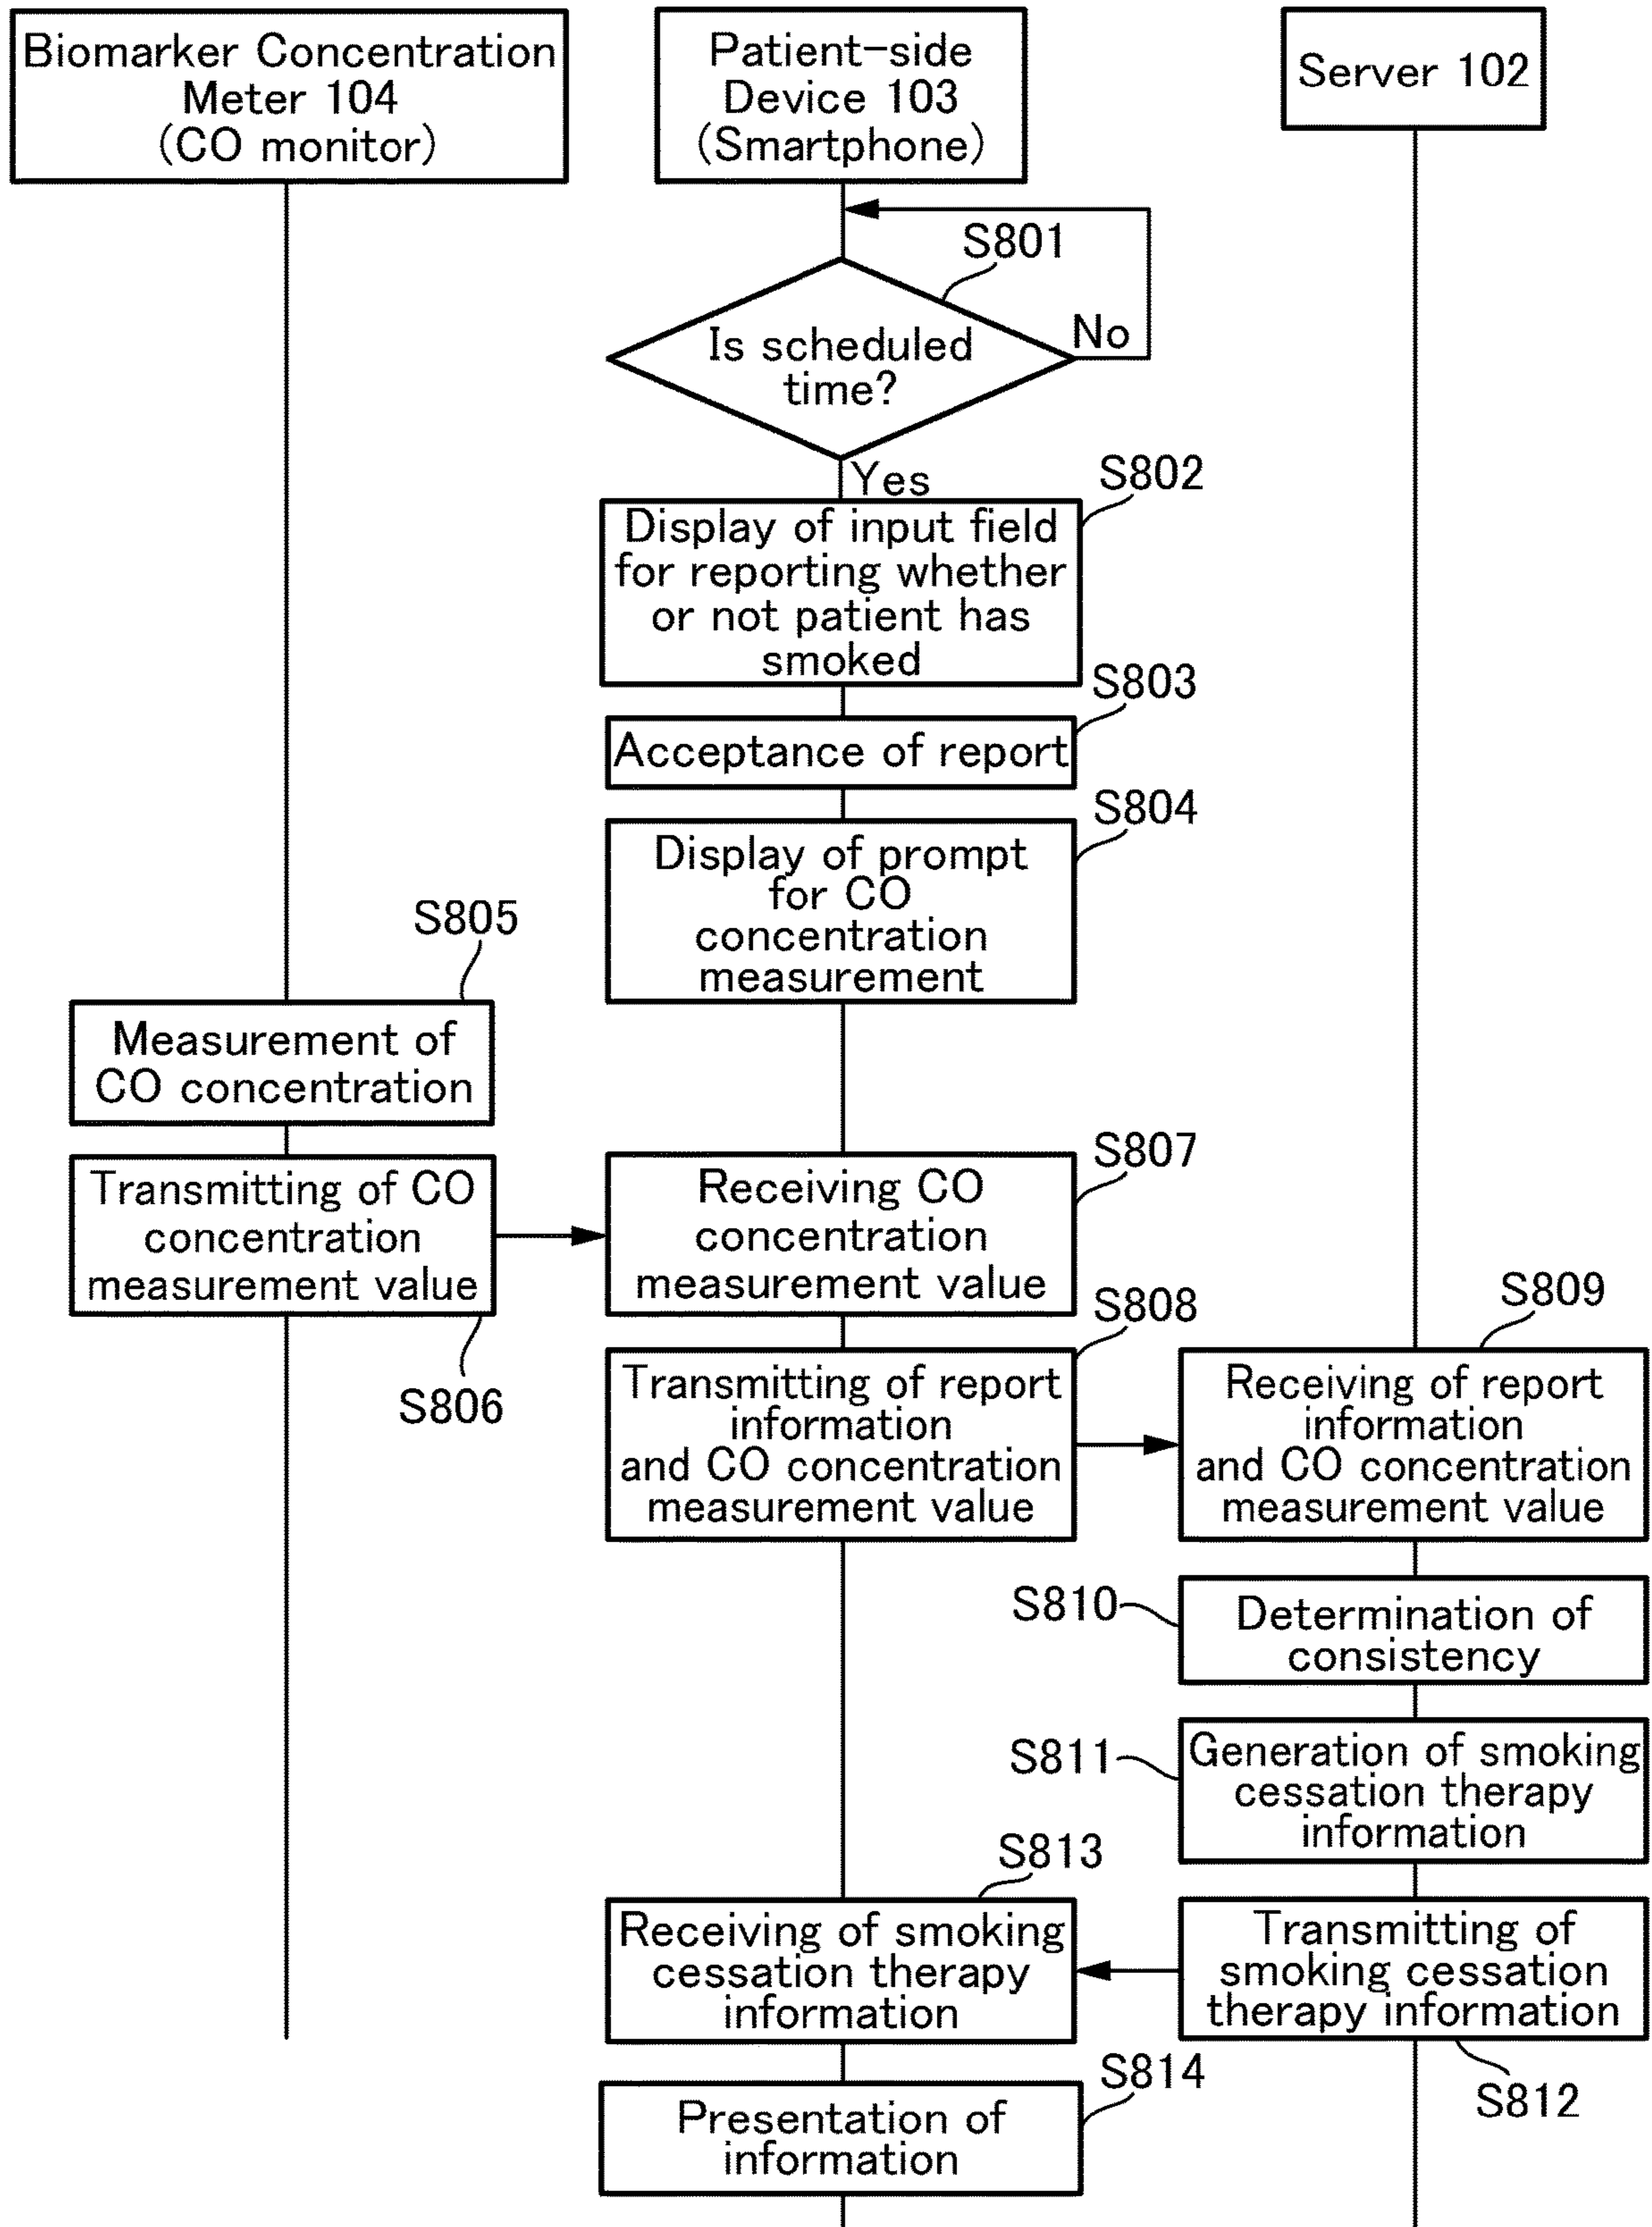 Biomarker Concentration
Meter 104
(CO monitor)
Patient-side
Device 103
(Smartphone)
Server 102
S801
Is scheduled
time?
No
Yes
S802
Display of input field
for reporting whether
or not patient has
smoked
S803
Acceptance of report
S804
Display of prompt
for CO
concentration
measurement
S805
Measurement of
CO concentration
Transmitting of CO
concentration
measurement value
S806
S807
Receiving CO
concentration
measurement value
S808
Transmitting of report
information
and CO concentration
measurement value
S809
Receiving of report
information
and CO concentration
measurement value
S810
Determination of
consistency
S811
Generation of smoking
cessation therapy
information
S813
Receiving of smoking
cessation therapy
information
Transmitting of
smoking cessation
therapy information
S812
S814
Presentation of
information